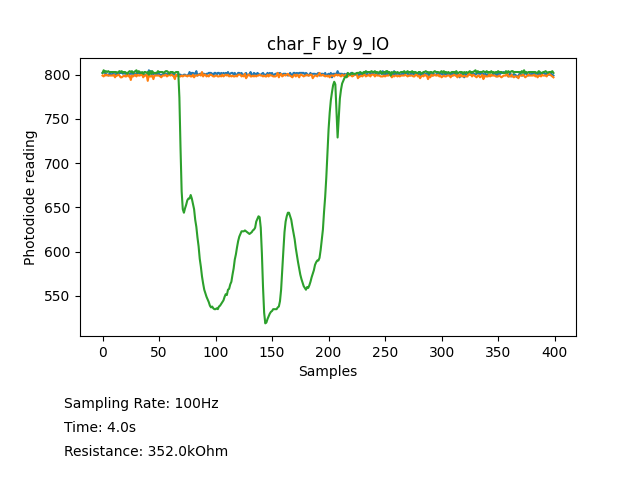 char_F by 9_IO
800
750
700
650
600
550
Photodiode reading
0 50 100 150 200 250 300 350 400
Samples
Sampling Rate: 100Hz
Time: 4.0s
Resistance: 352.0kOhm